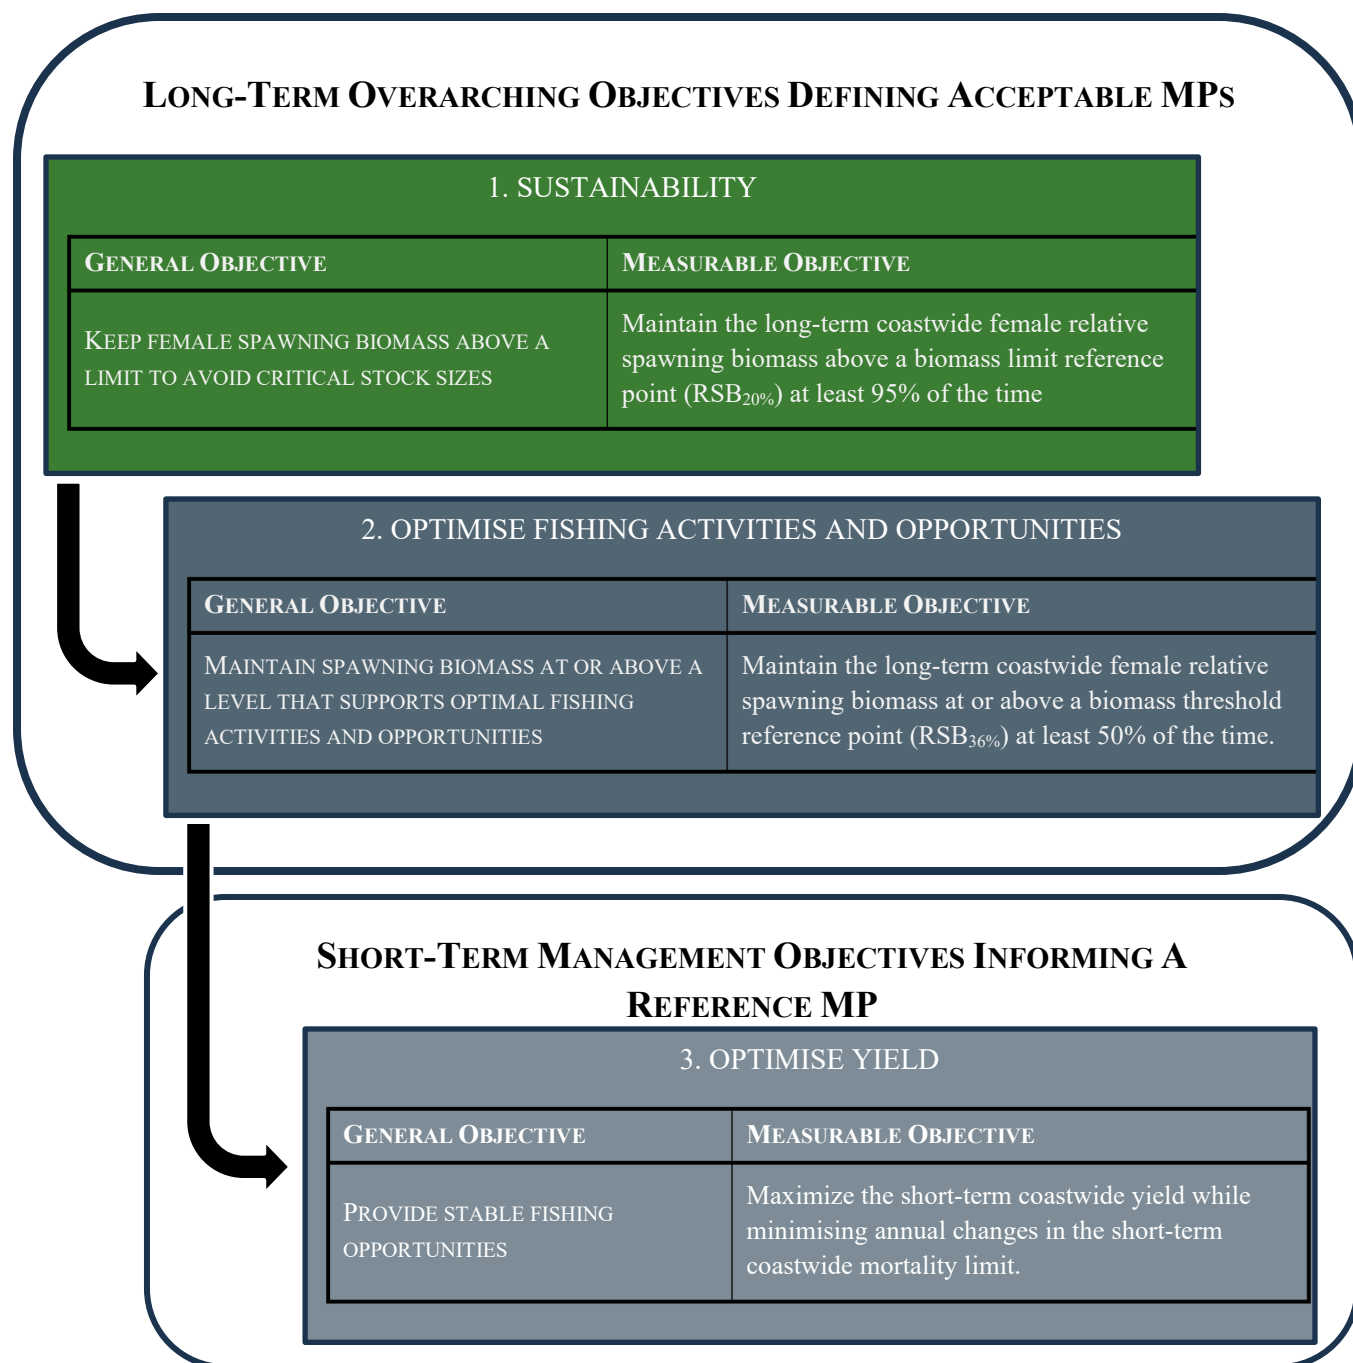 LONG-TERM OVERARCHING OBJECTIVES DEFINING ACCEPTABLE MPS
1. SUSTAINABILITY
GENERAL OBJECTIVE
MEASURABLE OBJECTIVE
KEEP FEMALE SPAWNING BIOMASS ABOVE A
LIMIT TO AVOID CRITICAL STOCK SIZES
Maintain the long-term coastwide female relative
spawning biomass above a biomass limit reference
point (RSB20%) at least 95% of the time
2. OPTIMISE FISHING ACTIVITIES AND OPPORTUNITIES
GENERAL OBJECTIVE
MEASURABLE OBJECTIVE
MAINTAIN SPAWNING BIOMASS AT OR ABOVE A
LEVEL THAT SUPPORTS OPTIMAL FISHING
ACTIVITIES AND OPPORTUNITIES
Maintain the long-term coastwide female relative
spawning biomass at or above a biomass threshold
reference point (RSB36%) at least 50% of the time.
SHORT-TERM MANAGEMENT OBJECTIVES INFORMING A
REFERENCE MP
3. OPTIMISE YIELD
GENERAL OBJECTIVE
MEASURABLE OBJECTIVE
PROVIDE STABLE FISHING
OPPORTUNITIES
Maximize the short-term coastwide yield while
minimising annual changes in the short-term
coastwide mortality limit.